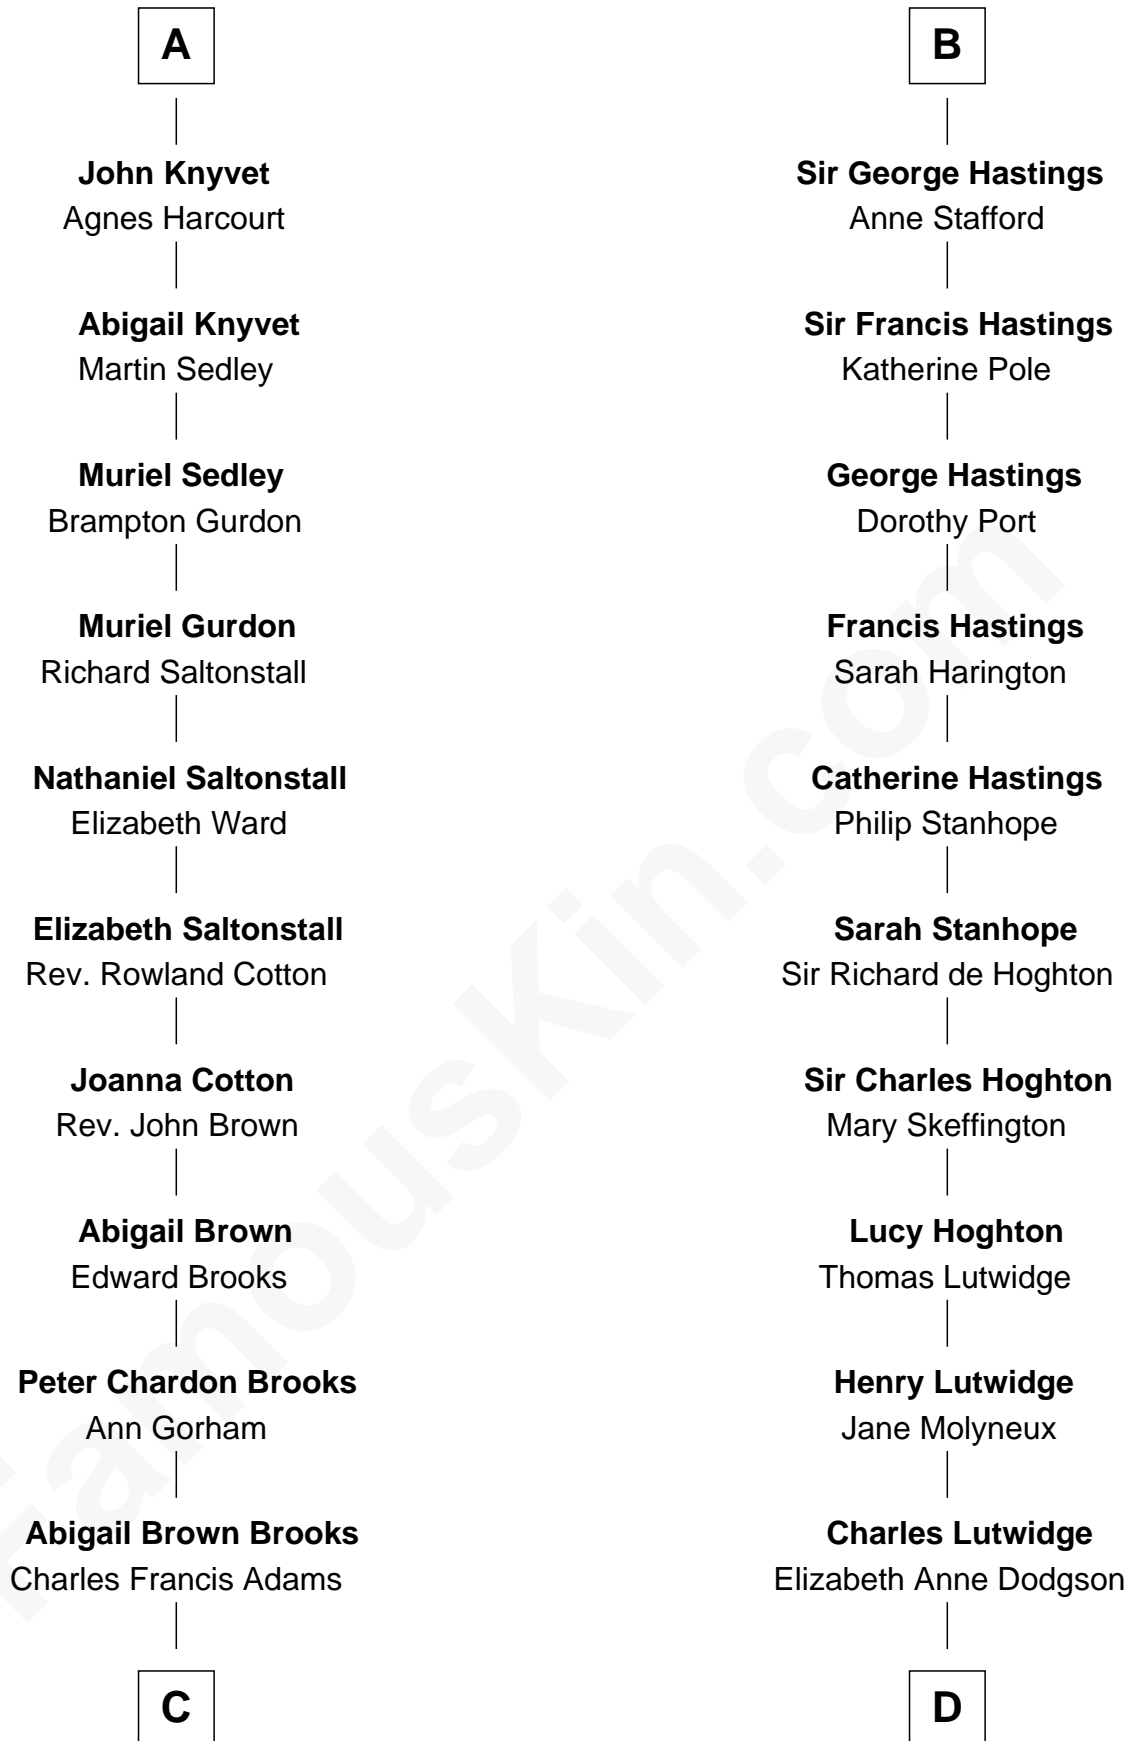 A
John Knyvet
Agnes Harcourt
Abigail Knyvet
Martin Sedley
Muriel Sedley
Brampton Gurdon
Muriel Gurdon
Richard Saltonstall
Nathaniel Saltonstall
Elizabeth Ward
Elizabeth Saltonstall
Rev. Rowland Cotton
Joanna Cotton
Rev. John Brown
Abigail Brown
Edward Brooks
Peter Chardon Brooks
Ann Gorham
Abigail Brown Brooks
Charles Francis Adams
C
B
Sir George Hastings
Anne Stafford
Sir Francis Hastings
Katherine Pole
George Hastings
Dorothy Port
Francis Hastings
Sarah Harington
Catherine Hastings
Philip Stanhope
Sarah Stanhope
Sir Richard de Hoghton
Sir Charles Hoghton
Mary Skeffington
Lucy Hoghton
Thomas Lutwidge
Henry Lutwidge
Jane Molyneux
Charles Lutwidge
Elizabeth Anne Dodgson
D
FamousKin.com